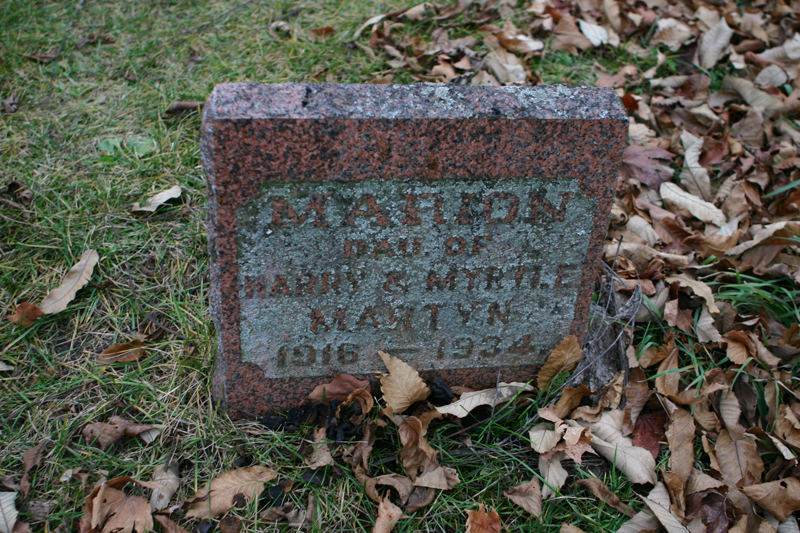 MARION
DAU. OF
HARRY & MYRTLE
MARTYN
1916 — 1934